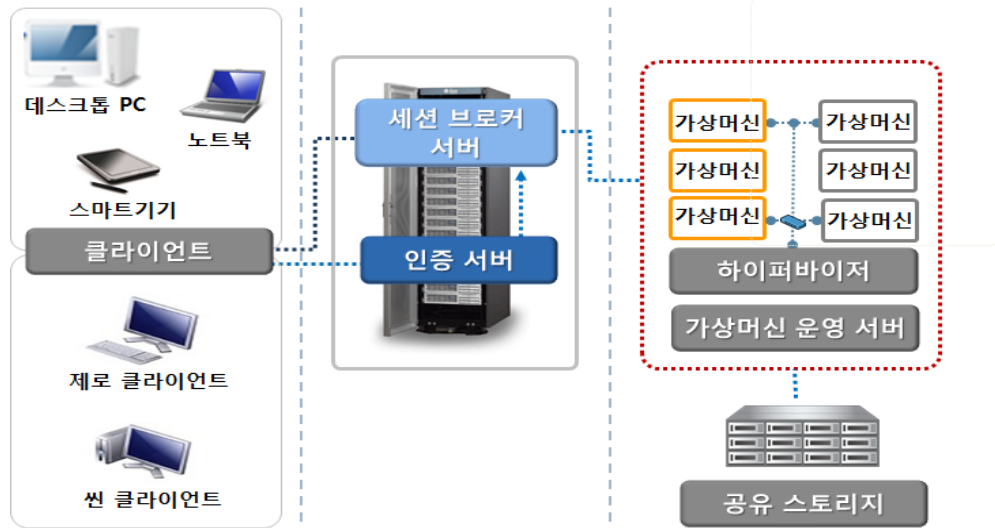 데스크톱 PC
노트북
스마트기기
클라이언트
제로 클라이언트
씬 클라이언트
세션 브로커
서버
인증 서버
가상머신
가상머신
가상머신
가상머신
가상머신
가상머신
하이퍼바이저
가상머신 운영 서버
공유 스토리지